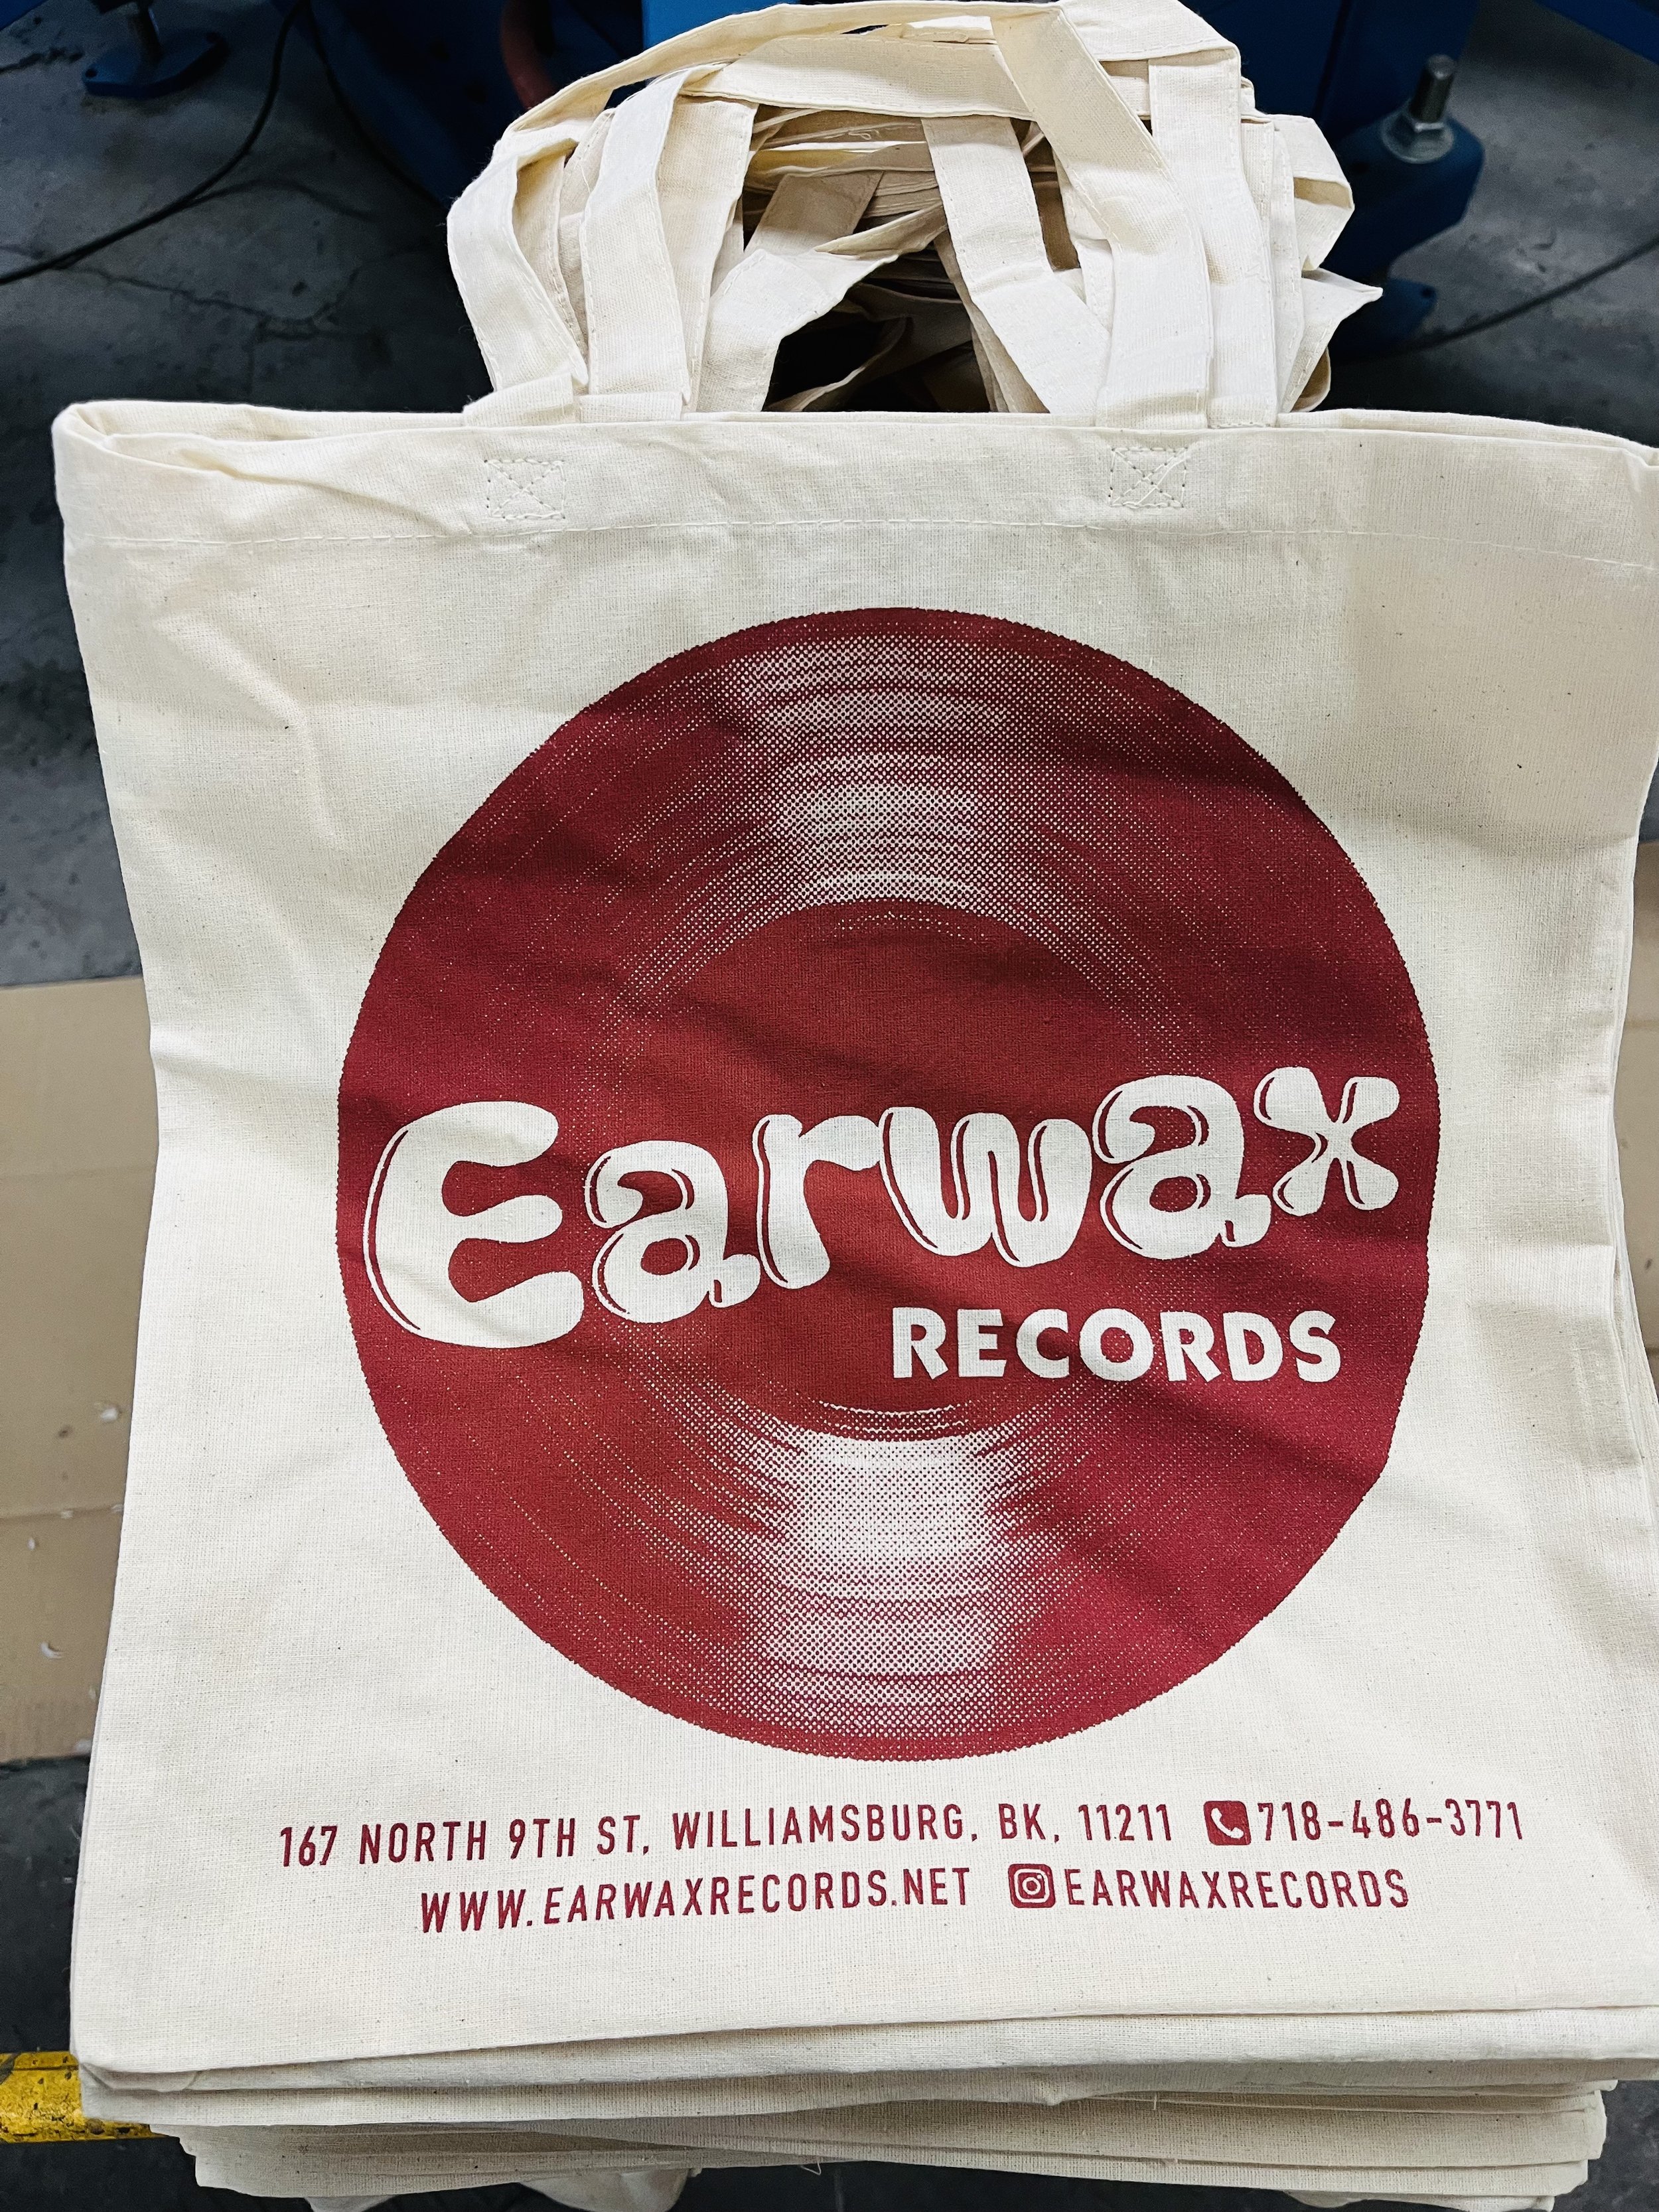 Earwax
RECORDS
167 NORTH 9TH ST, WILLIAMSBURG, BK, 11211 718-486-3771
WWW.EARWAXRECORDS.NET EARWAXRECORDS